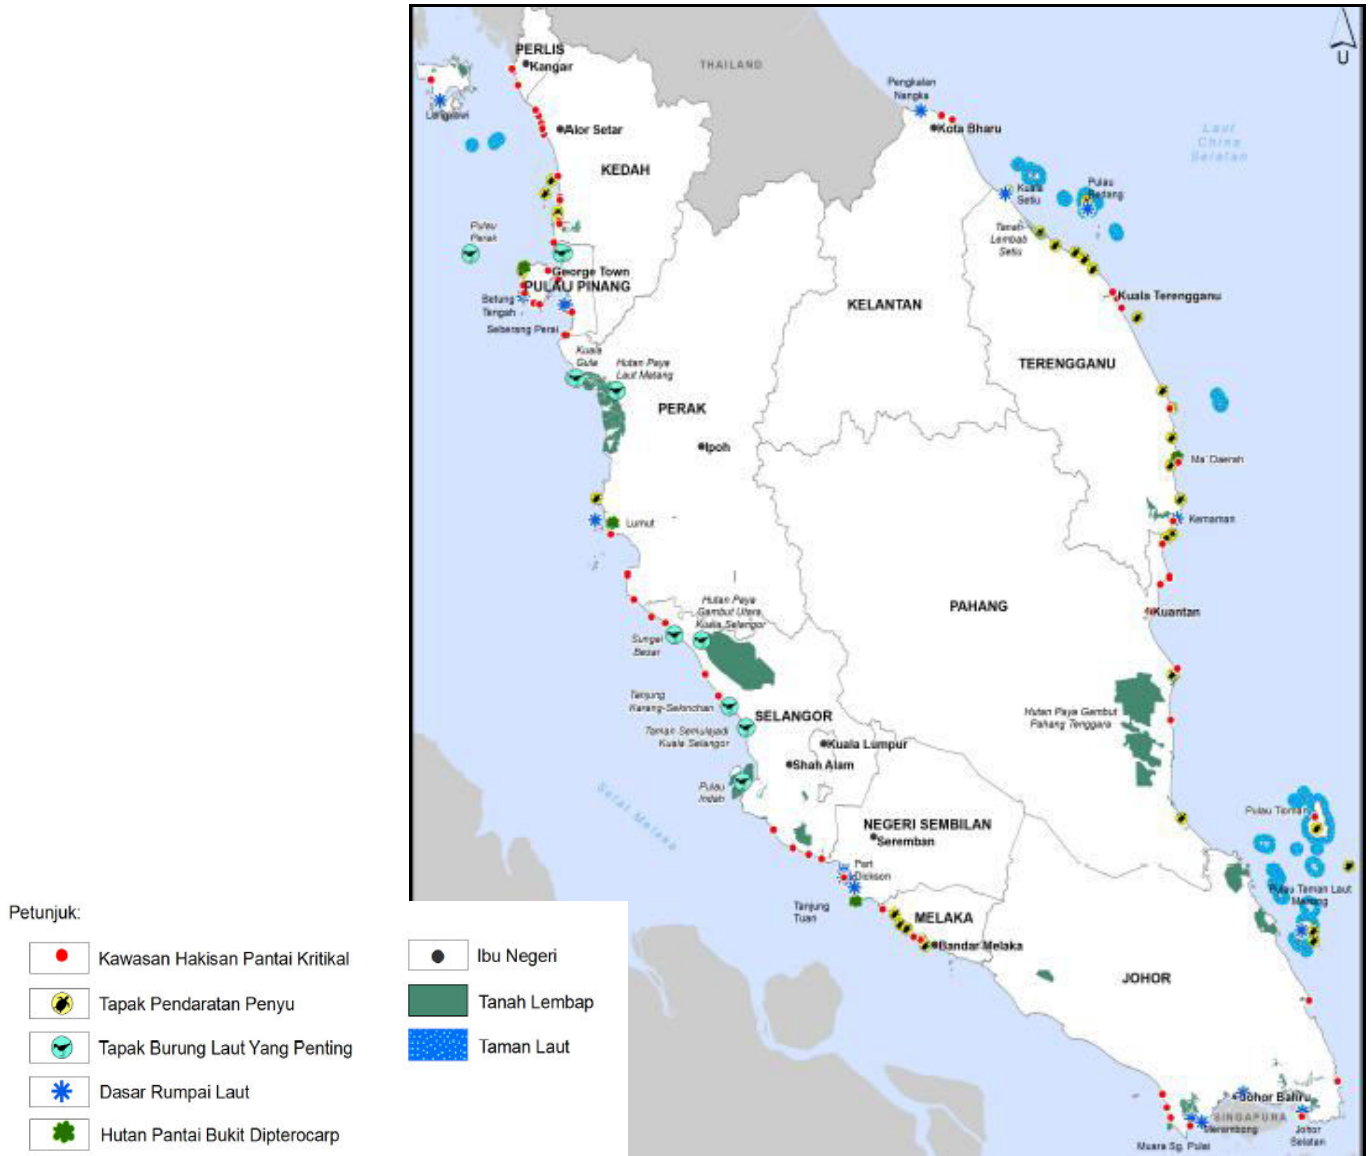 PERLIS
Kangar
THAILAND
Langkawi
Alor Setar
KEDAH
Pengkalan
Nangka
Kota Bharu
Laut
China
Selatan
Kuala
Setiu
Pulau
Redang
Tanah
Lembab
Setiu
Pulau
Perak
George Town
PULAU PINANG
Betung
Tengah
Seberang Perai
KELANTAN
Kuala Terengganu
TERENGGANU
Kuala
Gula
Hutan Paya
Laut Matang
PERAK
Ipoh
Ma' Daerah
Lumut
Kemaman
PAHANG
Kuantan
Hutan Paya
Gambut Utara
Kuala Selangor
Sungai
Besar
Tanjung
Karang-Sekinchan
SELANGOR
Taman Semulajadi
Kuala Selangor
Kuala Lumpur
Shah Alam
Pulau
Indah
Hutan Paya Gambut
Pahang Tenggara
Selat Melaka
NEGERI SEMBILAN
Seremban
Port
Dickson
Tanjung
Tuan
MELAKA
Bandar Melaka
Pulau Tioman
Pulau Taman Laut
Mersing
JOHOR
Johor Bahru
SINGAPURA
Merambong
Muara Sg. Pulai
Johor
Selatan
U
Petunjuk:
Kawasan Hakisan Pantai Kritikal
Tapak Pendaratan Penyu
Tapak Burung Laut Yang Penting
Dasar Rumpai Laut
Hutan Pantai Bukit Dipterocarp
Ibu Negeri
Tanah Lembap
Taman Laut